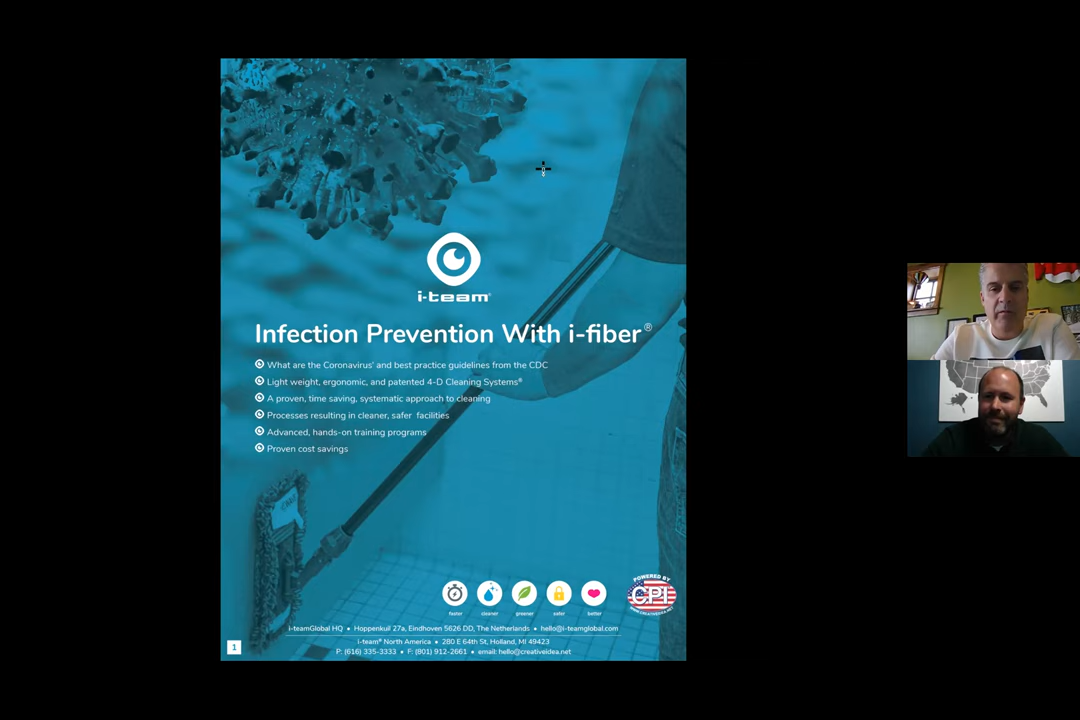 i-team®
Infection Prevention With i-fiber®
What are the Coronavirus' and best practice guidelines from the CDC
Light weight, ergonomic, and patented 4-D Cleaning Systems®
A proven, time saving, systematic approach to cleaning
Processes resulting in cleaner, safer facilities
Advanced, hands-on training programs
Proven cost savings
POWERED BY
CPI
faster
cleaner
greener
safer
better
i-teamGlobal HQ • Hoppenkuil 27a, Eindhoven 5626 DD, The Netherlands • hello@i-teamglobal.com
i-team® North America • 280 E 64th St, Holland, MI 49423
P: (616) 335-3333 • F: (801) 912-2661 • email: hello@creativeidea.net
1